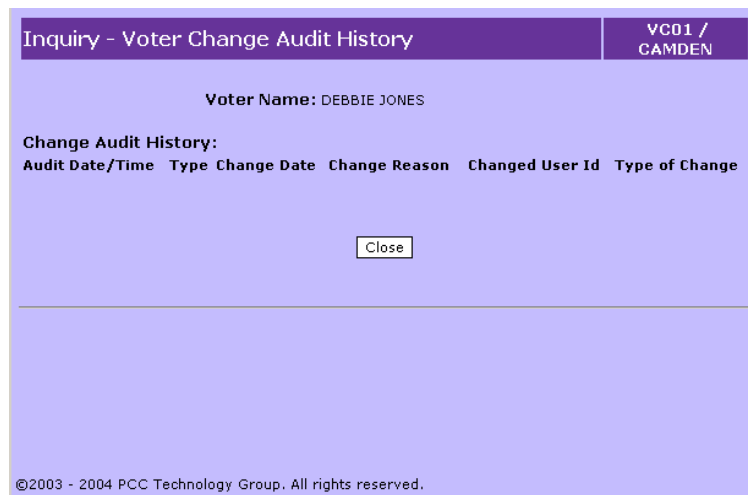 Inquiry - Voter Change Audit History
VC01 /
CAMDEN
Voter Name: DEBBIE JONES
Change Audit History:
Audit Date/Time Type Change Date Change Reason Changed User Id Type of Change
Close
©2003 - 2004 PCC Technology Group. All rights reserved.